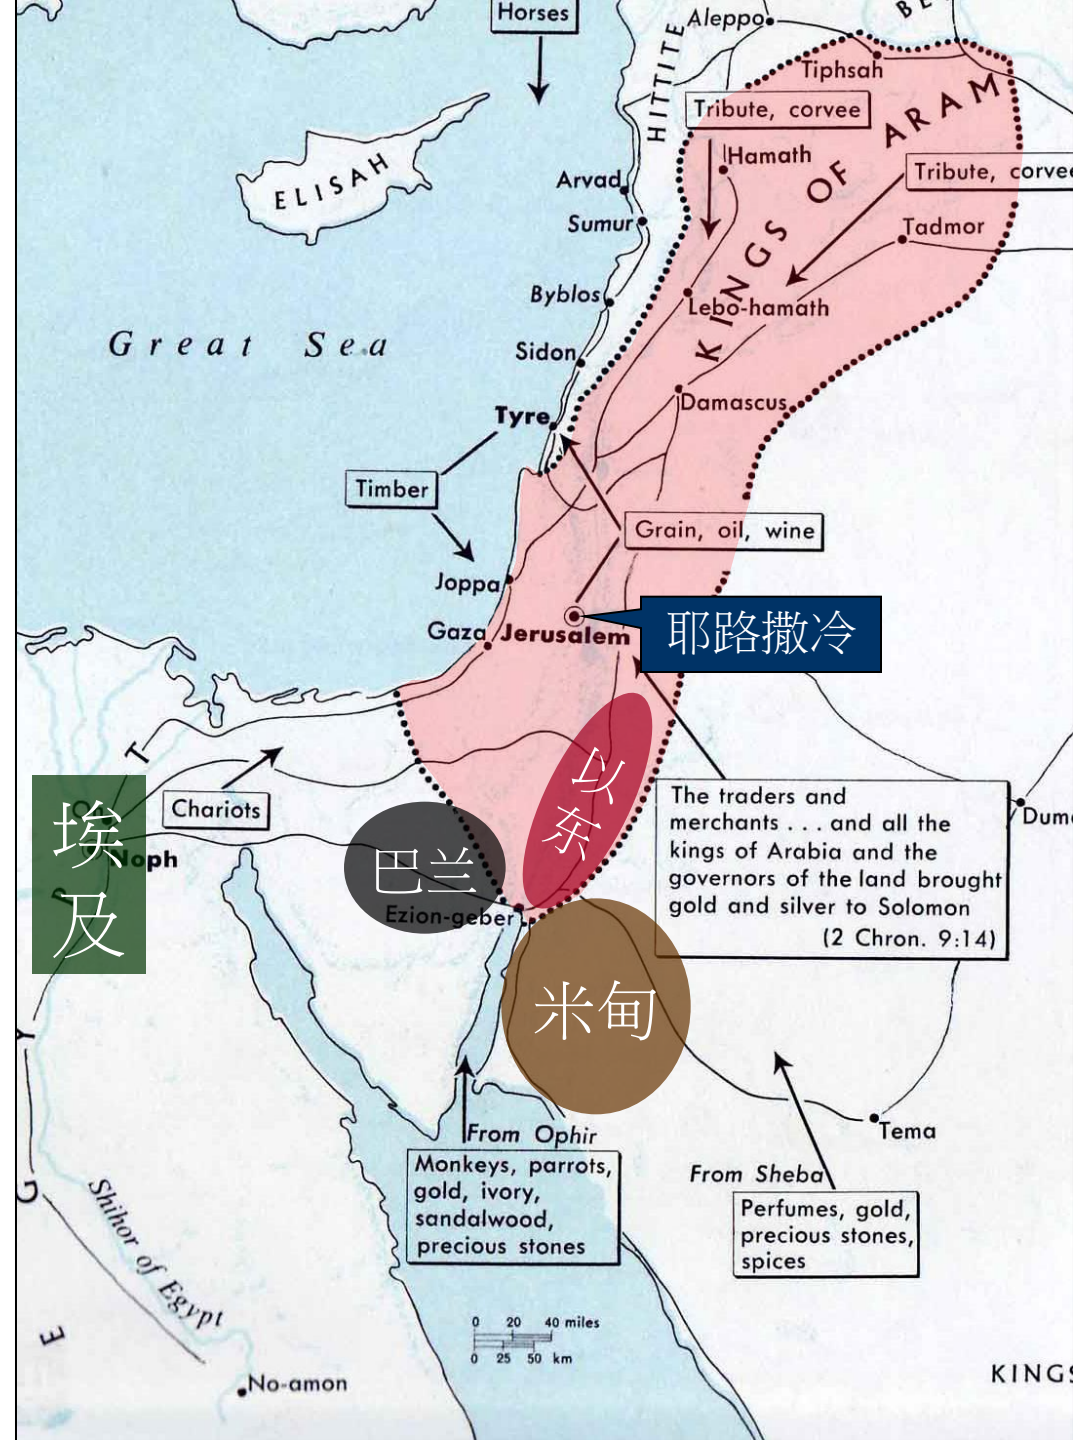 Horses
Aleppo
HITTITE
Tiphsah
Tribute, corvee
KINGS OF ARAM
Hamath
Tribute, corvee
ELISAH
Arvad
Sumur
Tadmor
Byblos
Lebo-hamath
Great Sea
Sidon
Damascus
Tyre
Timber
Grain, oil, wine
Joppa
耶路撒冷
Gaza
Jerusalem
以
东
The traders and
merchants . . . and all the
kings of Arabia and the
governors of the land brought
gold and silver to Solomon
(2 Chron. 9:14)
Chariots
埃
及
On
Noph
巴兰
Ezion-geber
米甸
Tema
From Ophir
Monkeys, parrots,
gold, ivory,
sandalwood,
precious stones
From Sheba
Perfumes, gold,
precious stones,
spices
Shihor of Egypt
0 20 40 miles
0 25 50 km
No-amon
E G Y P T